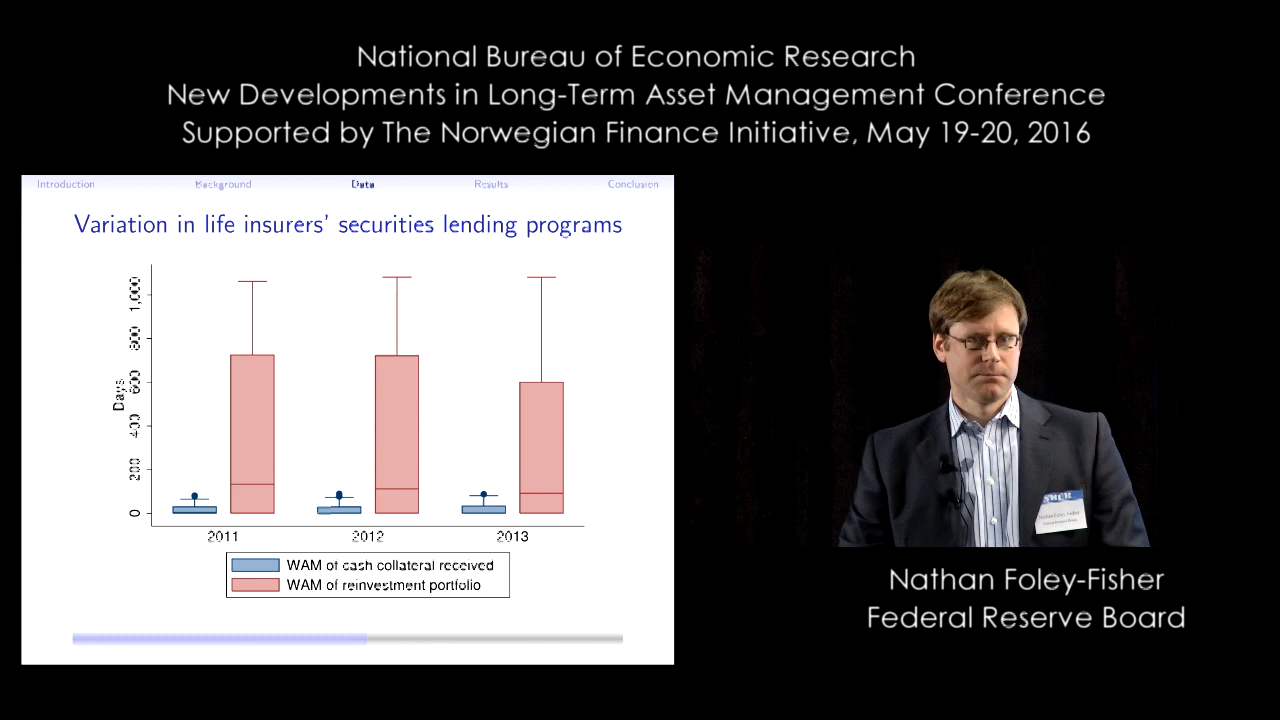 National Bureau of Economic Research
New Developments in Long-Term Asset Management Conference
Supported by The Norwegian Finance Initiative, May 19-20, 2016
Introduction Background Data Results Conclusion
Variation in life insurers' securities lending programs
1,000
800
600
400
200
0
Days
2011 2012 2013
WAM of cash collateral received
WAM of reinvestment portfolio
Nathan Foley-Fisher
Federal Reserve Board